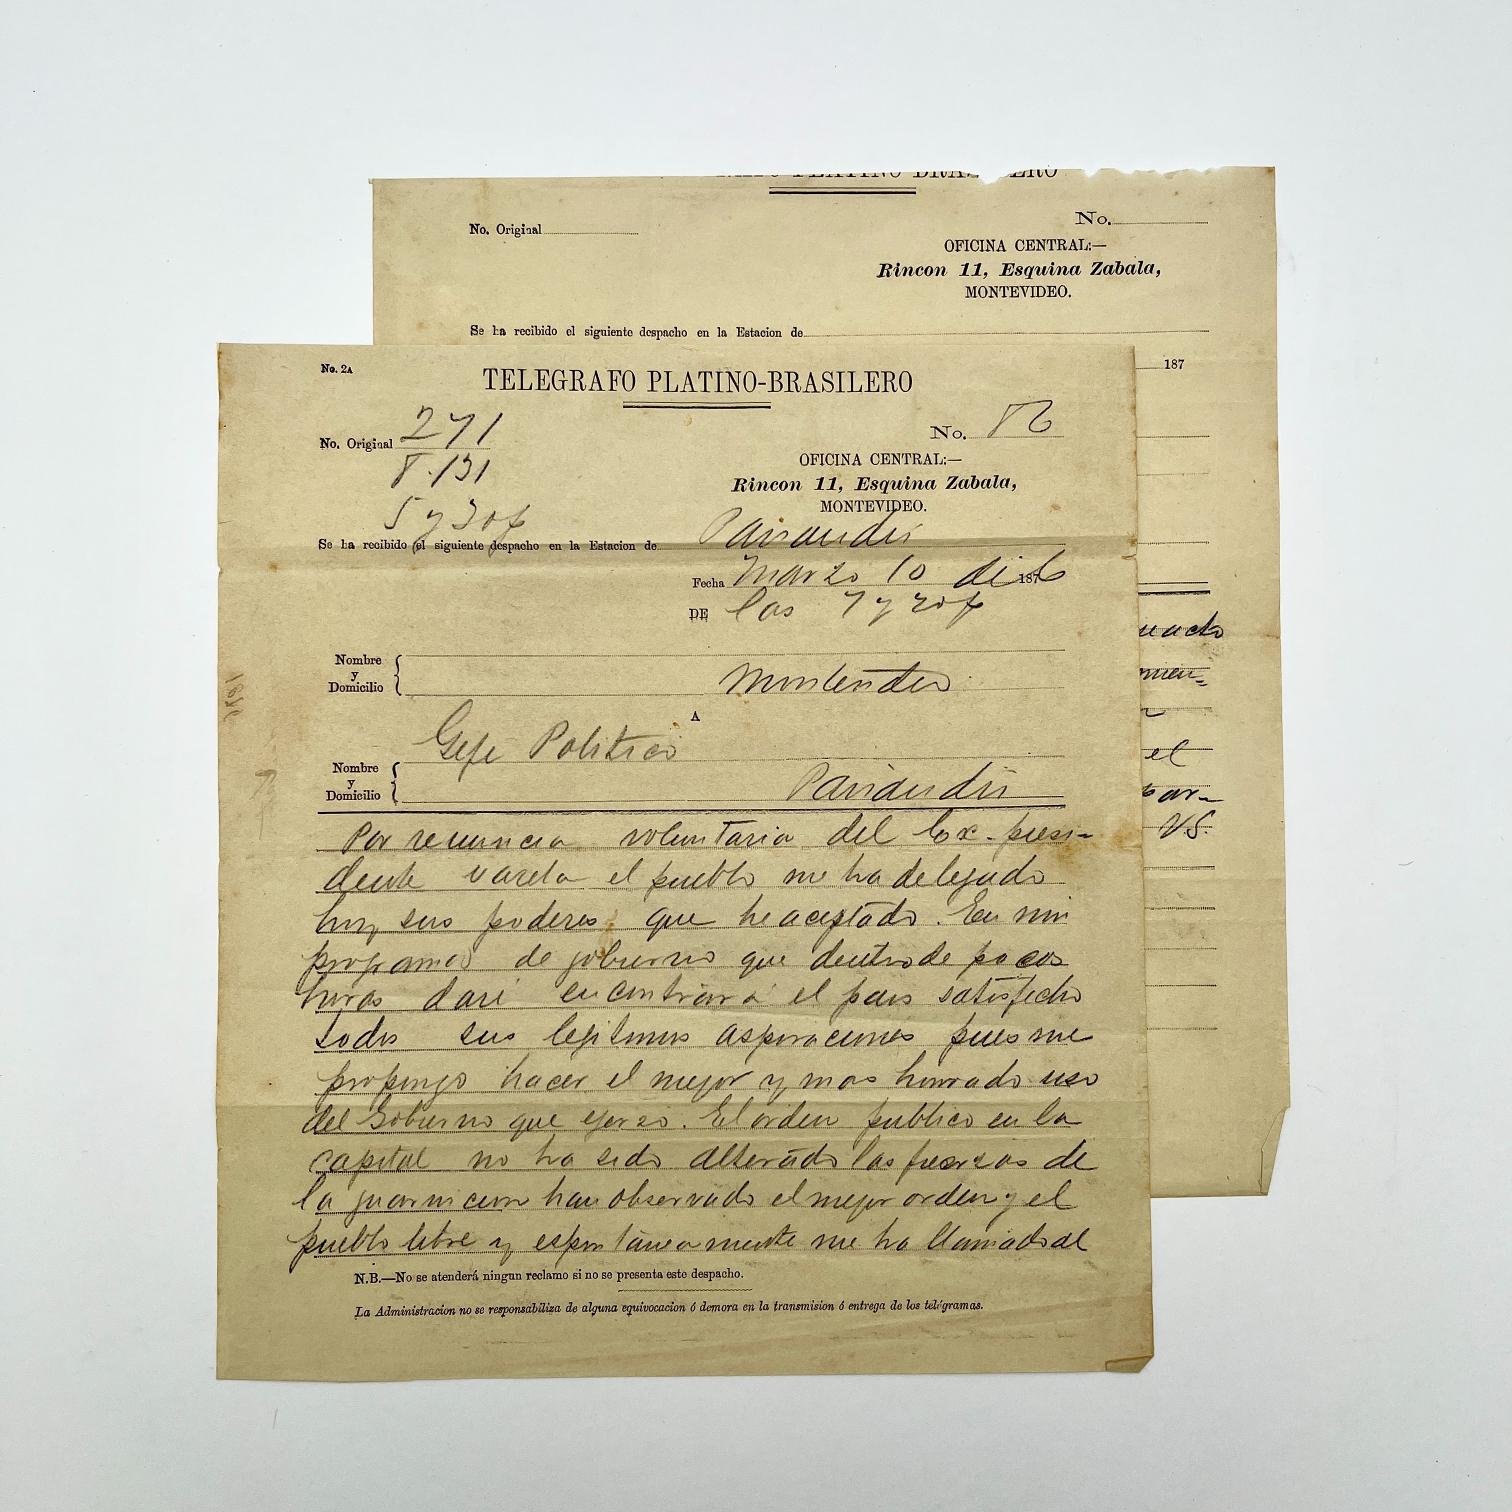 No. Original
No.
OFICINA CENTRAL:—
Rincon 11, Esquina Zabala,
MONTEVIDEO.
Se ha recibido el siguiente despacho en la Estacion de
187
el
No. 2A
TELEGRAFO PLATINO-BRASILERO
No. Original 271
8.131
5 y 30 p
No. 86
OFICINA CENTRAL:—
Rincon 11, Esquina Zabala,
MONTEVIDEO.
Se ha recibido el siguiente despacho en la Estacion de Paisandú
Fecha Marzo 10 de 1876
DE las 7 y 20 p
Nombre
y
Domicilio
Montevideo
A
Gefe Politico
Nombre
y
Domicilio
Paisandú
Por renuncia voluntaria del Ex-presi-
dente varela el pueblo me ha delegado
hoy sus poderes que he aceptado. En mi
programa de gobierno que dentro de pocas
horas daré encontrará el pais satisfecho
todas sus legitimas aspiraciones pues me
propongo hacer el mejor y mas honrado uso
del Gobierno que ejerzo. El orden publico en la
capital no ha sido alterado las fuerzas de
la guarnicion han observado el mejor orden y el
pueblo libre y espontaneamente me ha llamado al
N.B.—No se atenderá ningun reclamo si no se presenta este despacho.
La Administracion no se responsabiliza de alguna equivocacion ó demora en la transmision ó entrega de los telégramas.